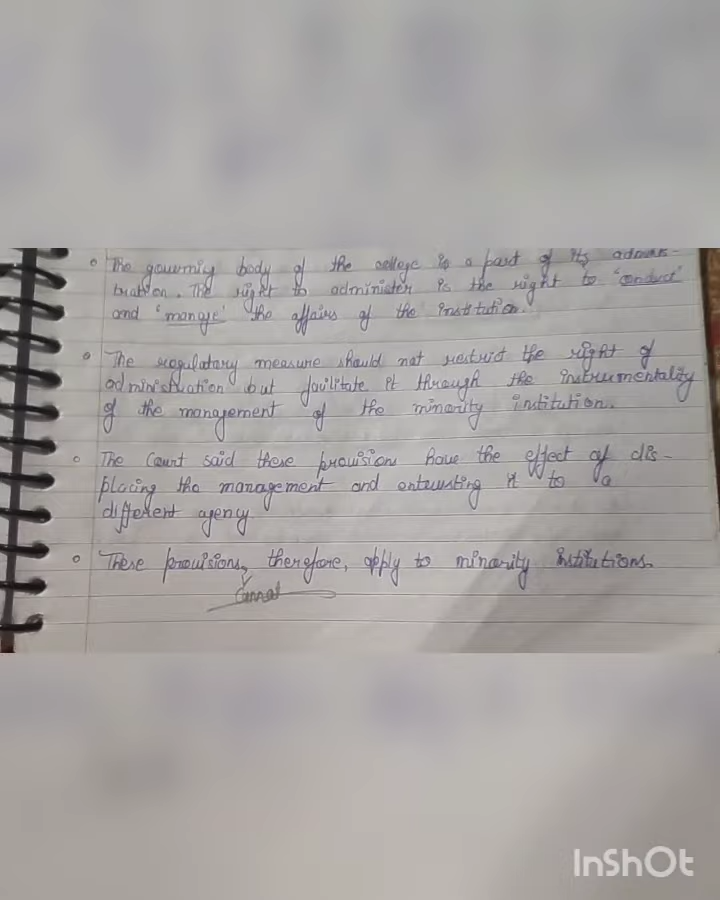 • The governing body of the college is a part of its adminis-
tration. The right to administer is the right to "conduct"
and 'manage' the affairs of the institution.
• The regulatory measure should not restrict the right of
administration but facilitate it through the instrumentality
of the management of the minority institution.
• The Court said these provisions have the effect of dis-
placing the management and entrusting it to a
different agency.
• These provisions, therefore, apply to minority institutions.
Cannot
InShOt